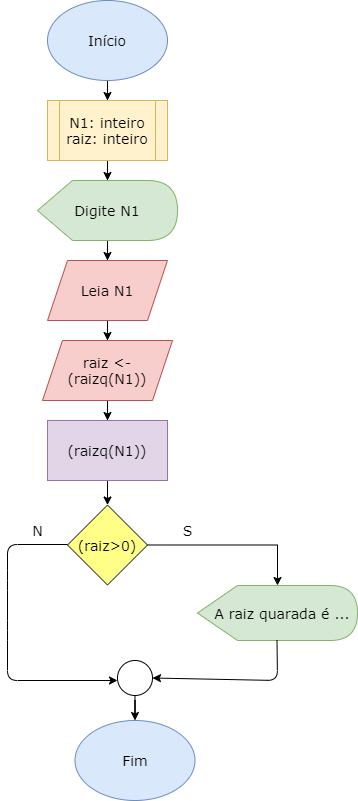 Início
N1: inteiro
raiz: inteiro
Digite N1
Leia N1
raiz <-
(raizq(N1))
(raizq(N1))
N
S
(raiz>0)
A raiz quarada é ...
Fim